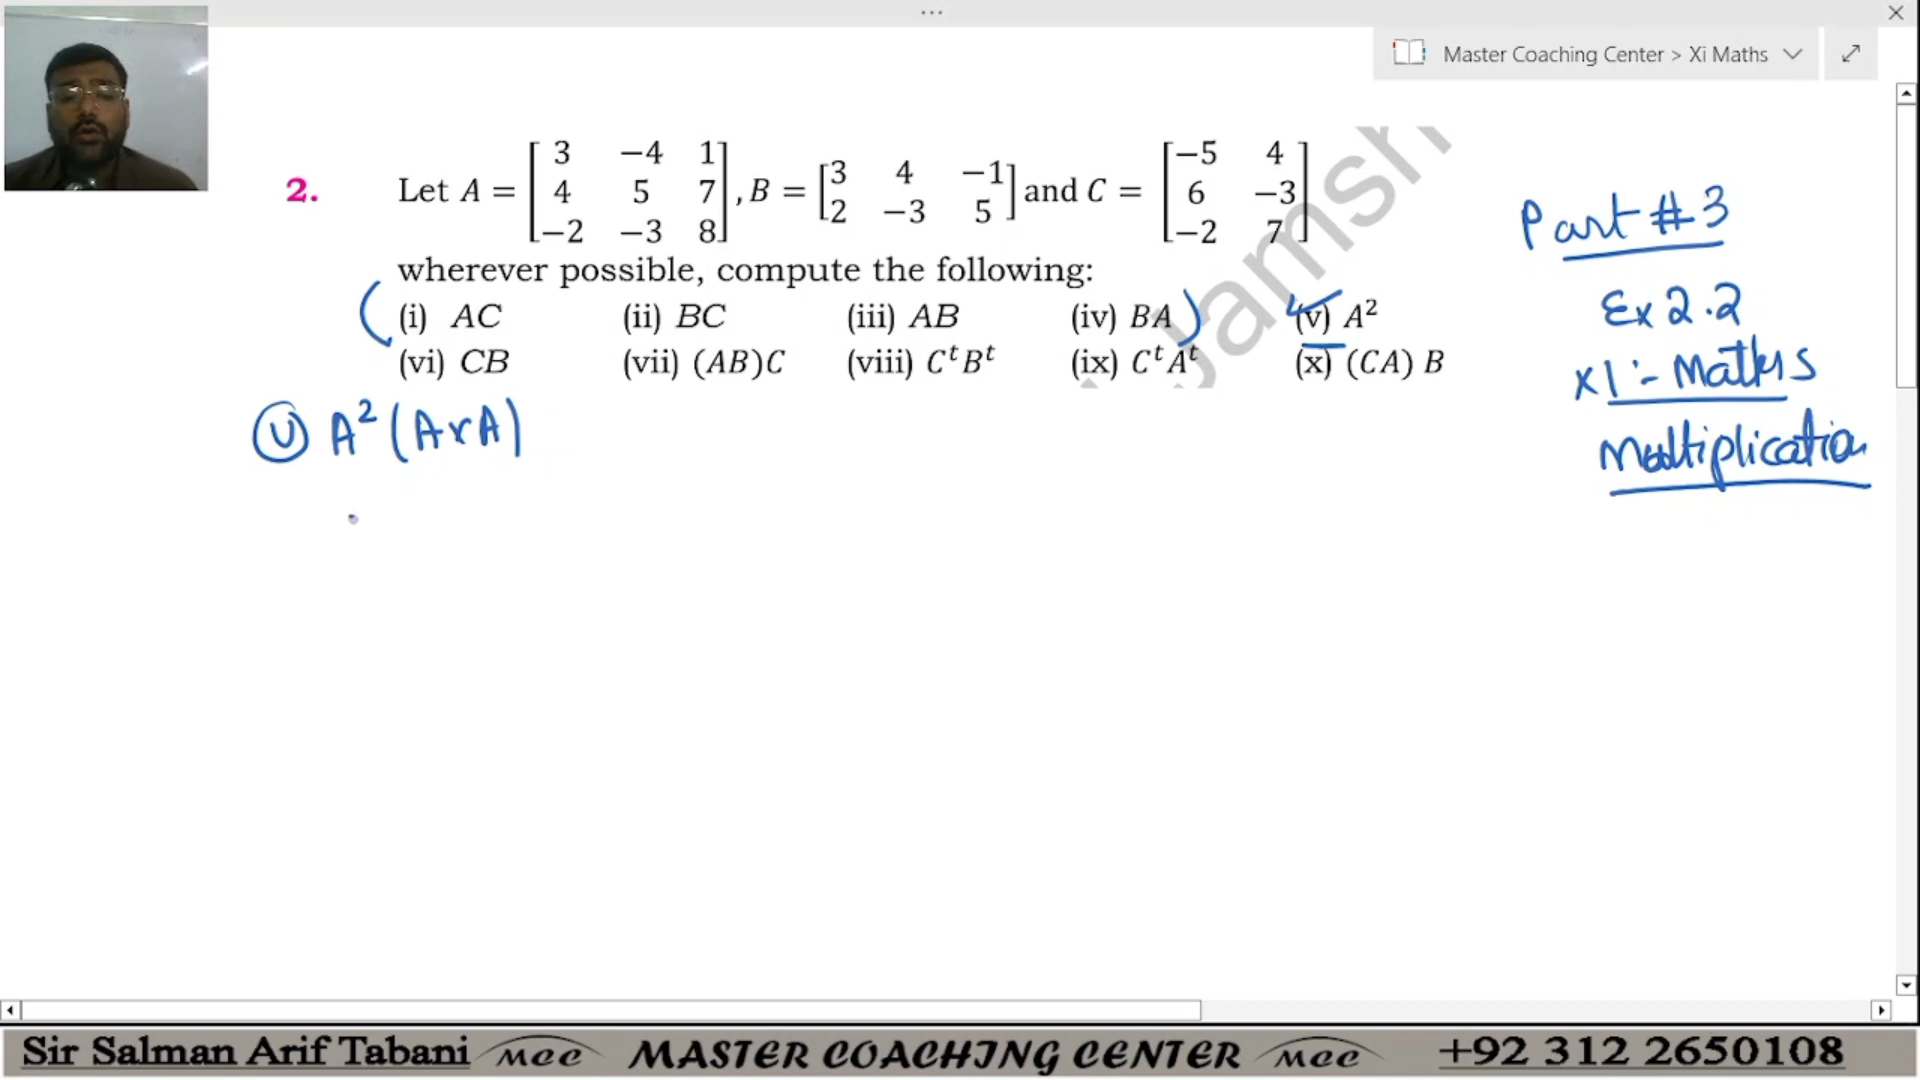 ...
Master Coaching Center > Xi Maths
2. Let A = [3 −4 1; 4 5 7; −2 −3 8], B = [3 4 −1; 2 −3 5] and C = [−5 4; 6 −3; −2 7]
wherever possible, compute the following:
(i) AC (ii) BC (iii) AB (iv) BA (v) A²
(vi) CB (vii) (AB)C (viii) CᵗBᵗ (ix) CᵗAᵗ (x) (CA) B
Jamsh
Part # 3
Ex 2.2
XI :- Maths
Multiplication
(v) A² (A×A)
Sir Salman Arif Tabani MCC MASTER COACHING CENTER MCC +92 312 2650108